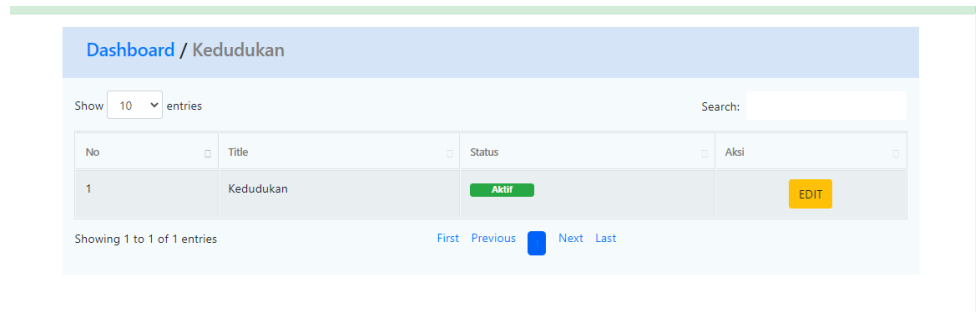 Dashboard / Kedudukan
Show 10 entries Search:
No Title Status Aksi
1 Kedudukan Aktif EDIT
Showing 1 to 1 of 1 entries First Previous Next Last